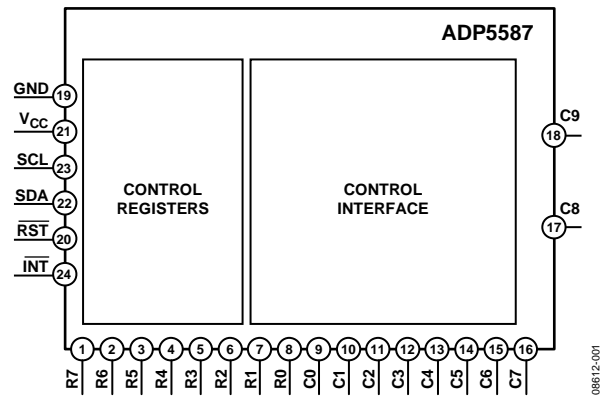 ADP5587
GND
19
VCC
21
SCL
23
SDA
22
RST
20
INT
24
CONTROL
REGISTERS
CONTROL
INTERFACE
C9
18
C8
17
1 2 3 4 5 6 7 8 9 10 11 12 13 14 15 16
R7 R6 R5 R4 R3 R2 R1 R0 C0 C1 C2 C3 C4 C5 C6 C7
08612-001